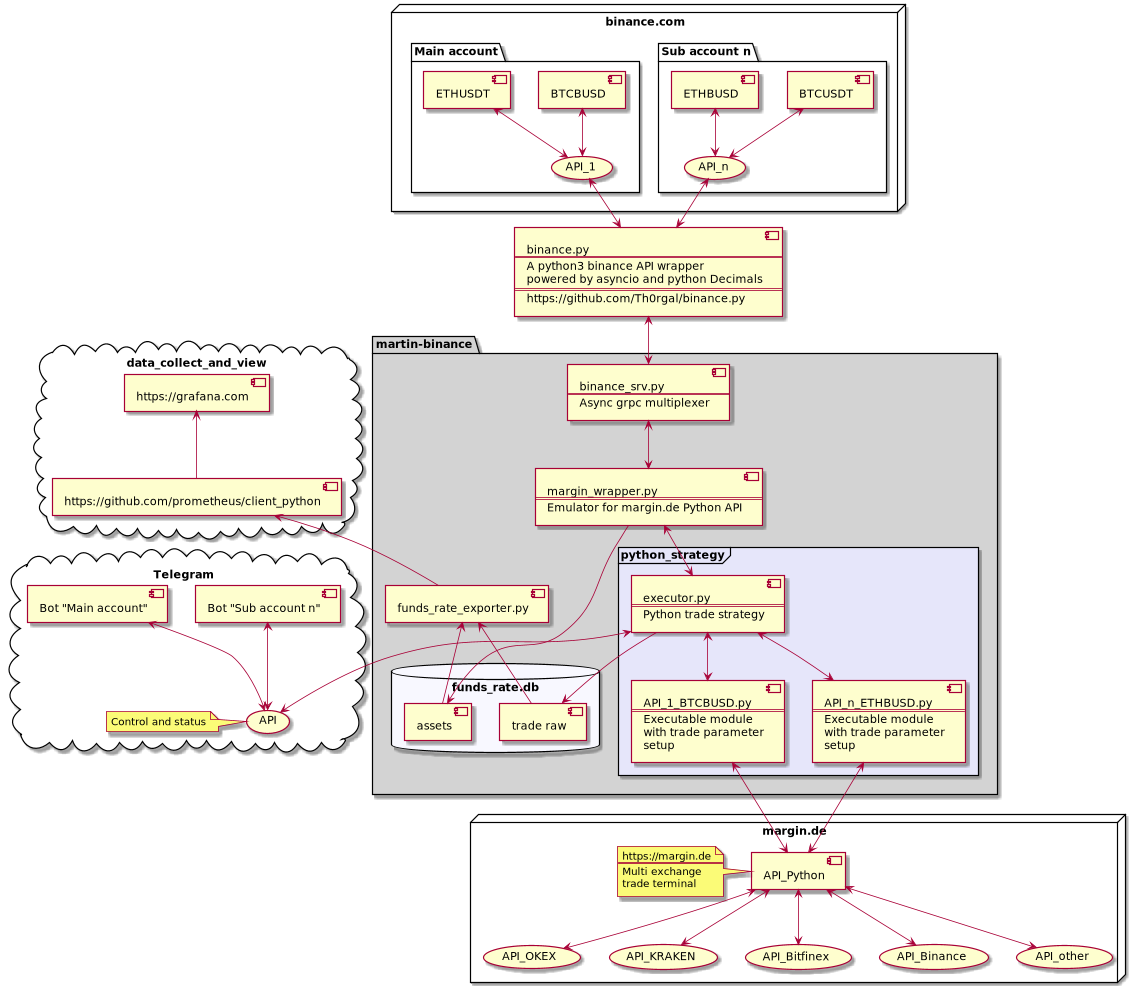 binance.com
Main account
Sub account n
ETHUSDT
BTCBUSD
ETHBUSD
BTCUSDT
API_1
API_n
binance.py
A python3 binance API wrapper
powered by asyncio and python Decimals
https://github.com/Th0rgal/binance.py
martin-binance
data_collect_and_view
binance_srv.py
Async grpc multiplexer
https://grafana.com
margin_wrapper.py
Emulator for margin.de Python API
https://github.com/prometheus/client_python
python_strategy
Telegram
executor.py
Python trade strategy
Bot "Main account"
Bot "Sub account n"
funds_rate_exporter.py
funds_rate.db
assets
trade raw
API_1_BTCBUSD.py
Executable module
with trade parameter
setup
API_n_ETHBUSD.py
Executable module
with trade parameter
setup
Control and status
API
margin.de
https://margin.de
Multi exchange
trade terminal
API_Python
API_OKEX
API_KRAKEN
API_Bitfinex
API_Binance
API_other